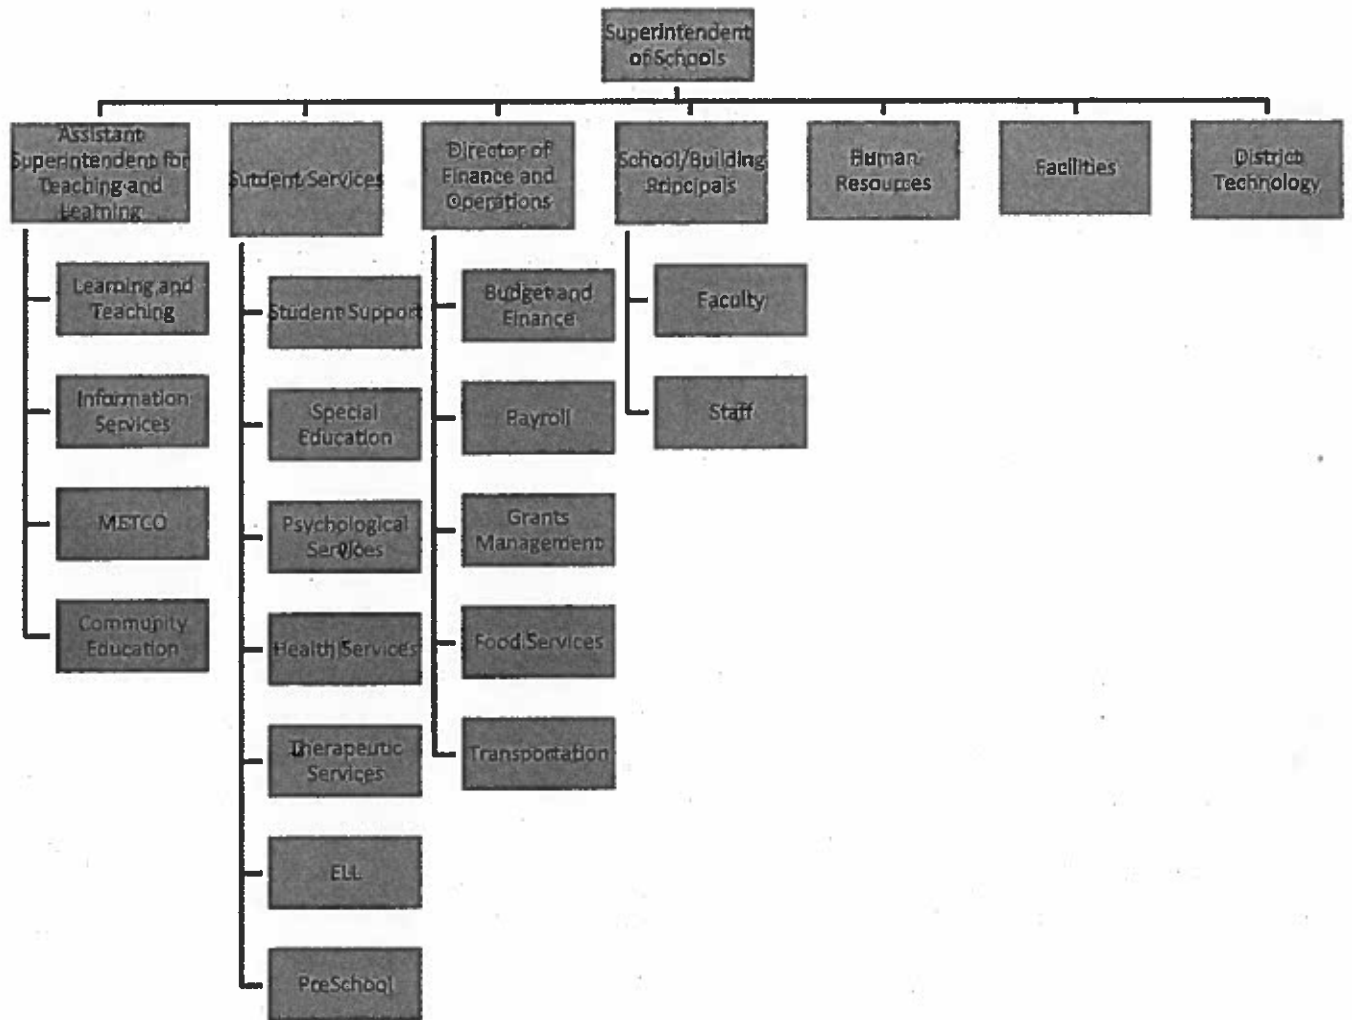 Superintendent
of Schools
Assistant
Superintendent for
Teaching and
Learning
Sutdent Services
Director of
Finance and
Operations
School/Building
Principals
Human
Resources
Facilities
District
Technology
Learning and
Teaching
Information
Services
METCO
Community
Education
Student Support
Special
Education
Psychological
Services
Health Services
Therapeutic
Services
ELL
PreSchool
Budget and
Finance
Payroll
Grants
Management
Food Services
Transportation
Faculty
Staff